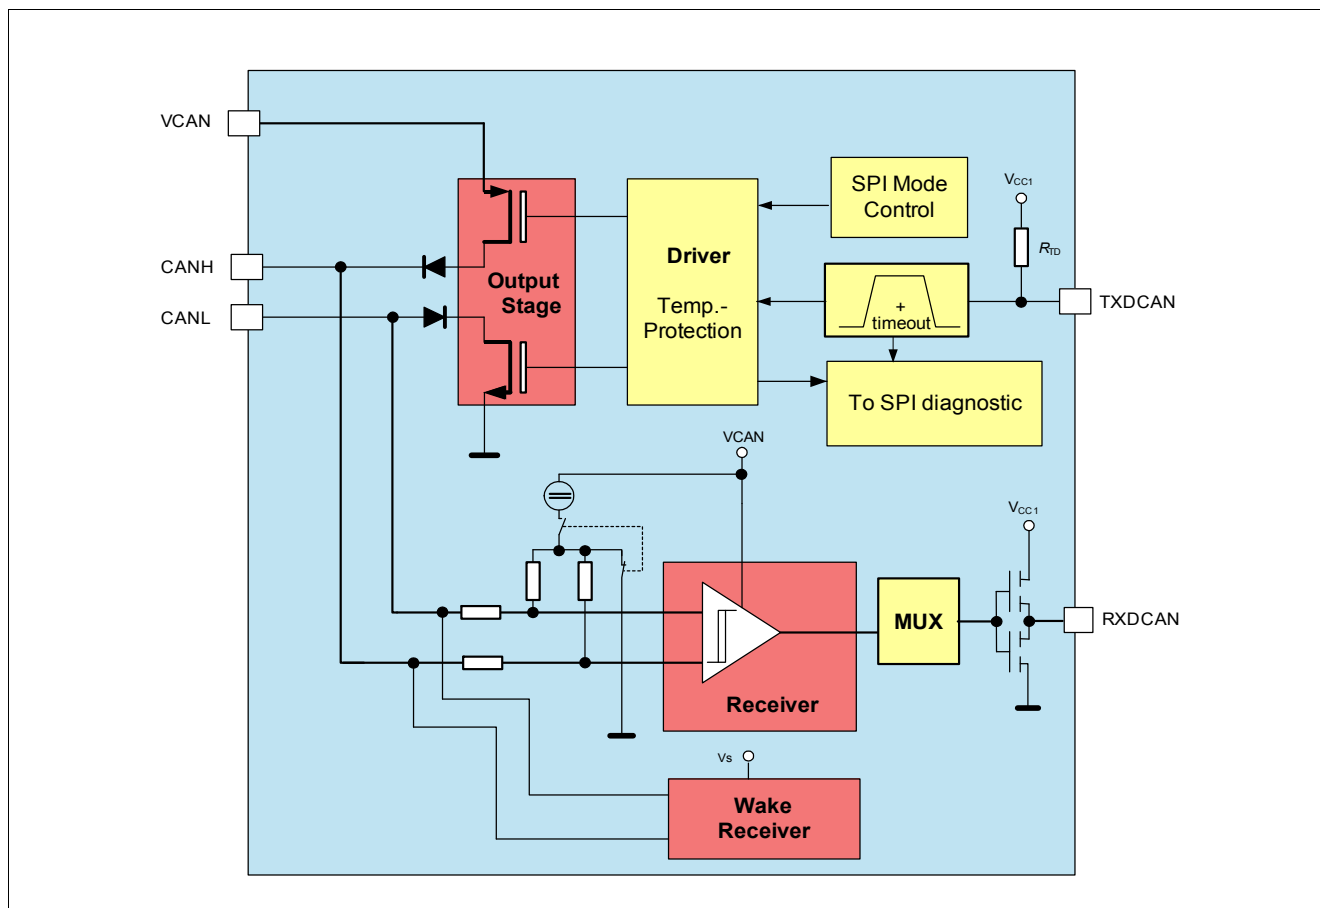 VCAN
SPI Mode
Control
VCC1
RTD
CANH
Driver
Output
Stage
CANL
Temp.-
Protection
+
timeout
TXDCAN
To SPI diagnostic
VCAN
VCC1
MUX
RXDCAN
Receiver
Vs
Wake
Receiver